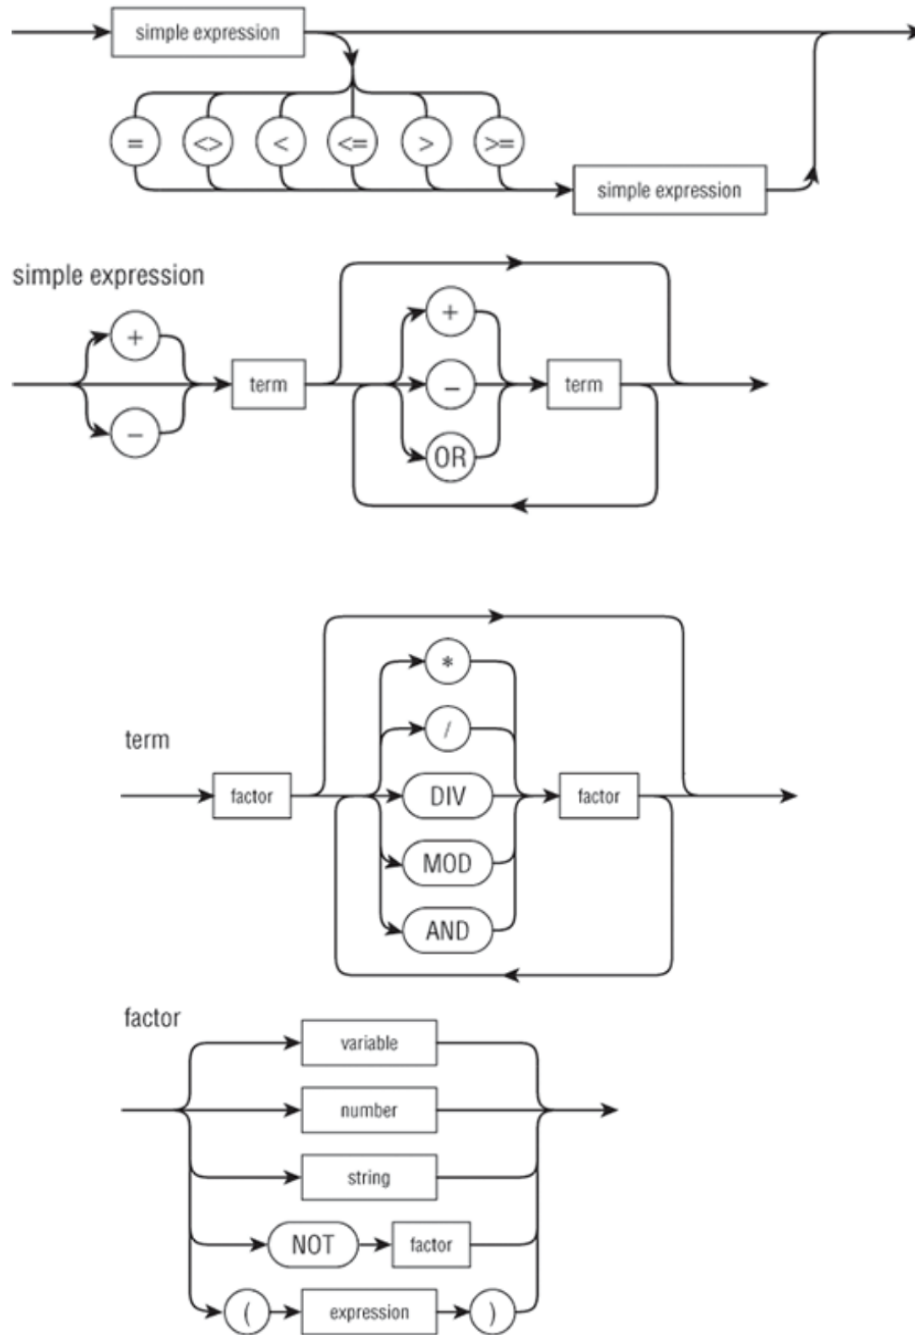 simple expression
= <> < <= > >=
simple expression
simple expression
+
+
term
−
term
−
OR
*
/
term
factor
DIV
factor
MOD
AND
factor
variable
number
string
NOT factor
( expression )